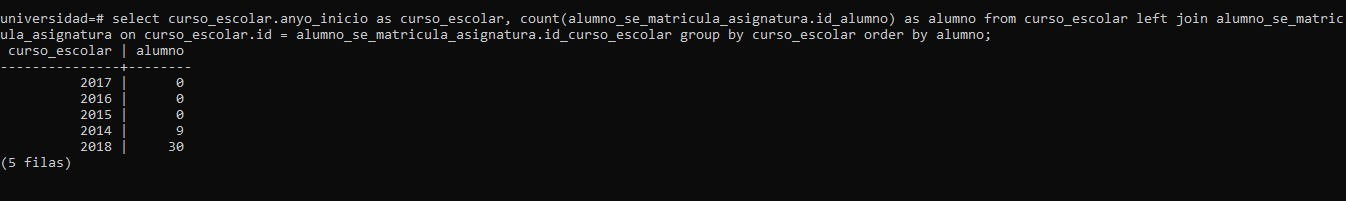 universidad=# select curso_escolar.anyo_inicio as curso_escolar, count(alumno_se_matricula_asignatura.id_alumno) as alumno from curso_escolar left join alumno_se_matric
ula_asignatura on curso_escolar.id = alumno_se_matricula_asignatura.id_curso_escolar group by curso_escolar order by alumno;
 curso_escolar | alumno
---------------+--------
          2017 |      0
          2016 |      0
          2015 |      0
          2014 |      9
          2018 |     30
(5 filas)